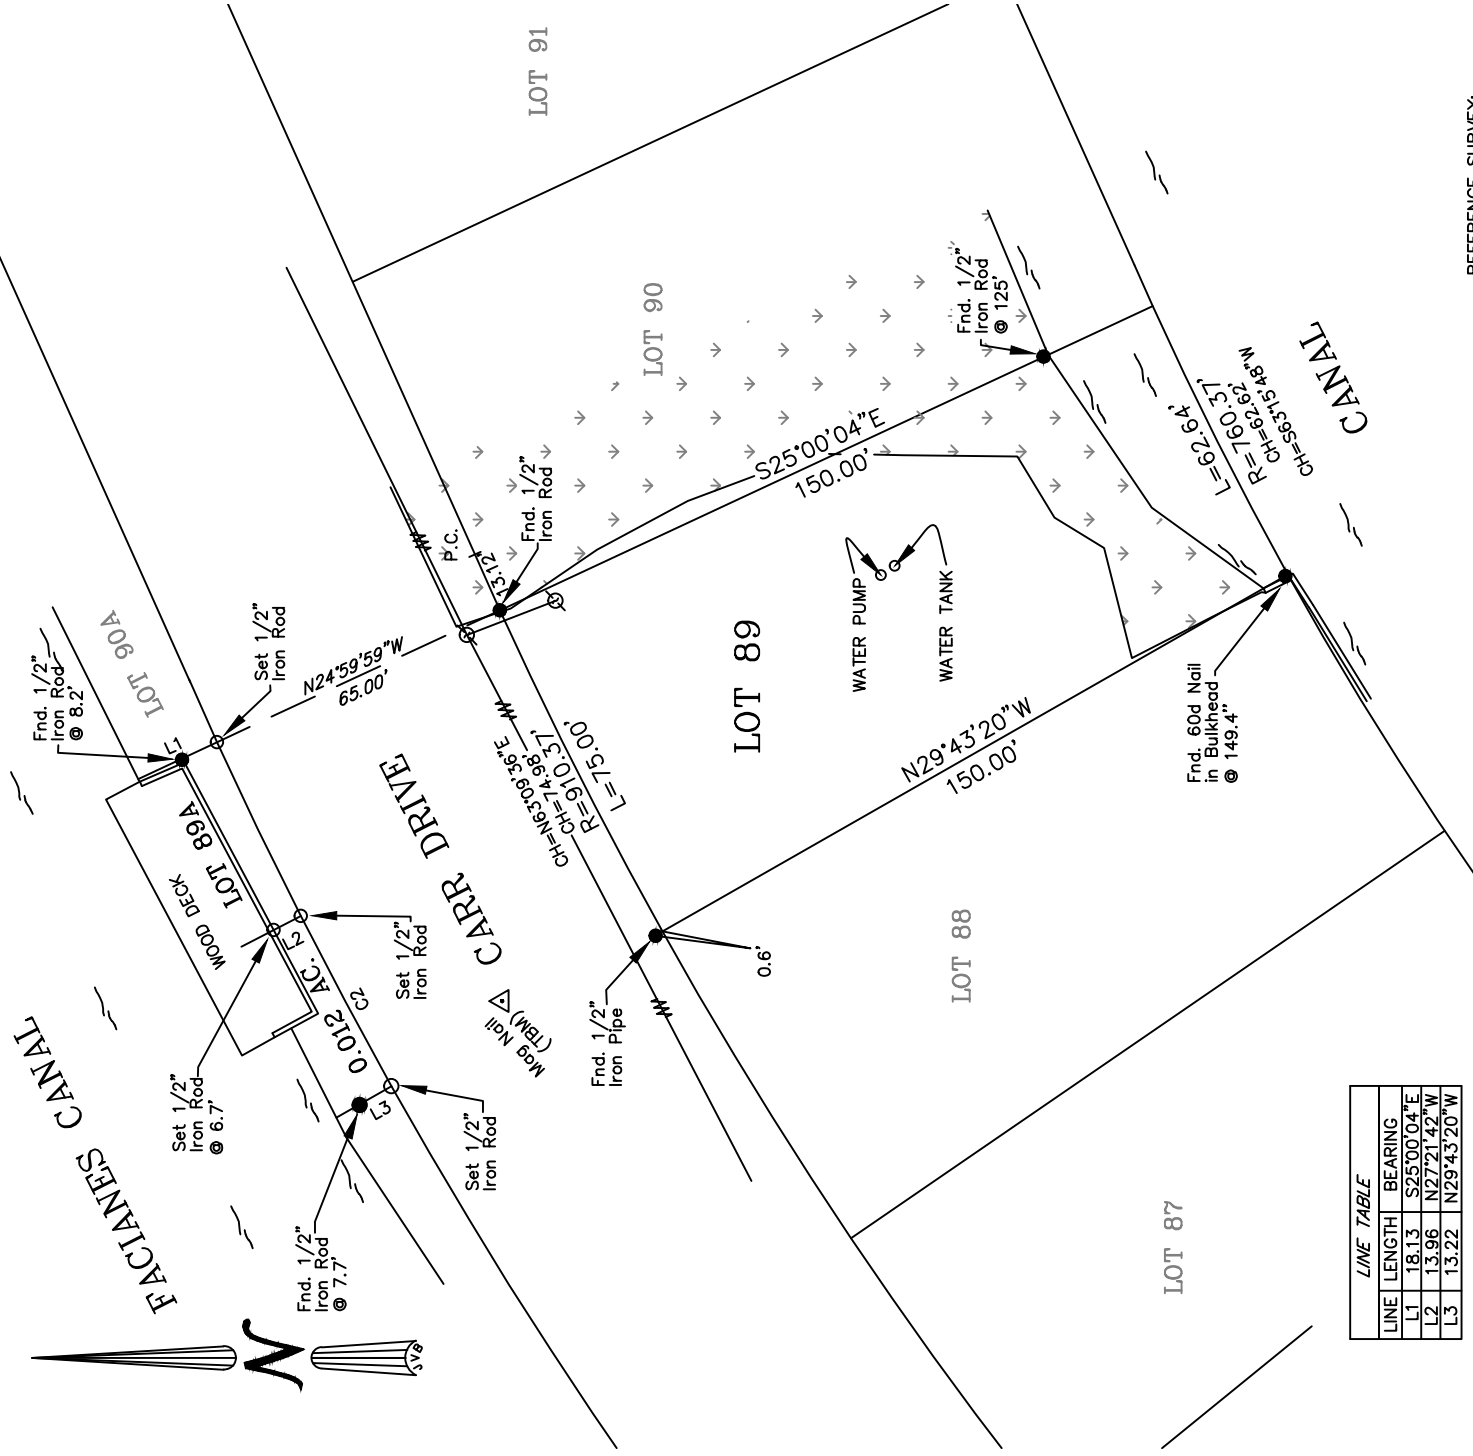 FACIANES CANAL
LOT 91
LOT 90
LOT 90A
Fnd. 1/2"
Iron Rod
@ 8.2'
L1
Set 1/2"
Iron Rod
N24°59'59"W
65.00'
WOOD DECK
LOT 89A
0.012 AC.
L2
C2
L3
Set 1/2"
Iron Rod
@ 6.7'
Set 1/2"
Iron Rod
Fnd. 1/2"
Iron Rod
@ 7.7'
Set 1/2"
Iron Rod
CARR DRIVE
Mag Nail
(TBM)
P.C.
13.12'
Fnd. 1/2"
Iron Rod
CH=N63°09'36"E
CH=74.98'
R=910.37'
L=75.00'
Fnd. 1/2"
Iron Pipe
0.6'
S25°00'04"E
150.00'
LOT 89
WATER PUMP
WATER TANK
N29°43'20"W
150.00'
Fnd. 1/2"
Iron Rod
@ 125'
Fnd. 60d Nail
in Bulkhead
@ 149.4"
L=62.64'
R=760.37'
CH=62.62'
CH=S63°15'48"W
CANAL
LOT 88
LOT 87
JVB
LINE TABLE
LINE LENGTH BEARING
L1 18.13 S25°00'04"E
L2 13.96 N27°21'42"W
L3 13.22 N29°43'20"W
REFERENCE SURVEY: